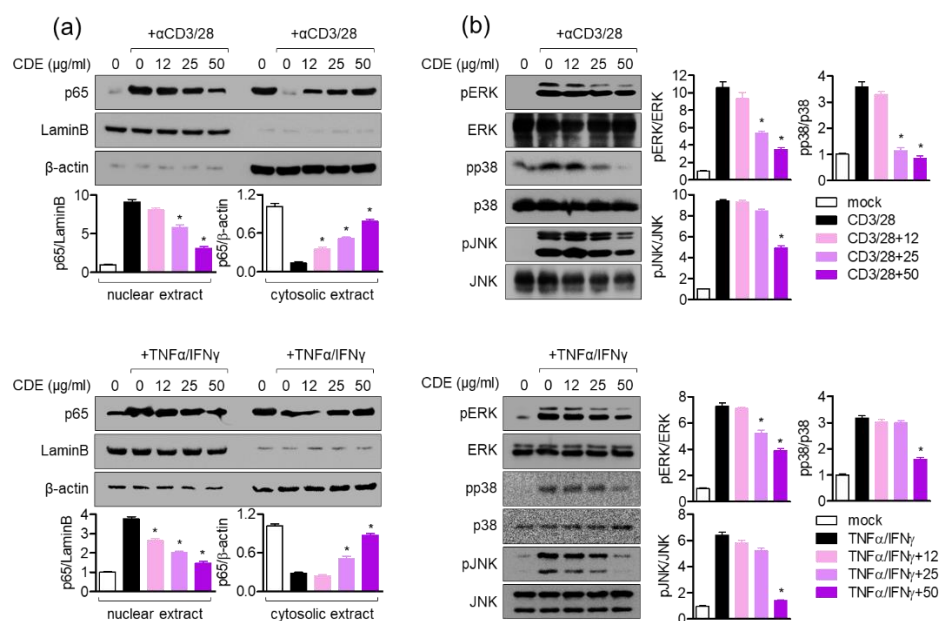 (a)
+αCD3/28 +αCD3/28
CDE (µg/ml) 0 0 12 25 50 0 0 12 25 50
p65
LaminB
β-actin
p65/LaminB
10
5
0
nuclear extract
p65/β-actin
1.2
0.6
0.0
cytosolic extract
* * * * *
+TNFα/IFNγ +TNFα/IFNγ
CDE (µg/ml) 0 0 12 25 50 0 0 12 25 50
p65
LaminB
β-actin
p65/LaminB
4
3
2
1
0
nuclear extract
p65/β-actin
1.2
0.6
0.0
cytosolic extract
* * * * *
(b)
+αCD3/28
CDE (µg/ml) 0 0 12 25 50
pERK
ERK
pp38
p38
pJNK
JNK
pERK/ERK
12
10
8
6
4
2
0
* *
pp38/p38
4
2
0
* *
pJNK/JNK
10
8
6
4
2
0
*
mock
CD3/28
CD3/28+12
CD3/28+25
CD3/28+50
+TNFα/IFNγ
CDE (µg/ml) 0 0 12 25 50
pERK
ERK
pp38
p38
pJNK
JNK
pERK/ERK
8
6
4
2
0
* *
pp38/p38
4
2
0
*
pJNK/JNK
8
6
4
2
0
*
mock
TNFα/IFNγ
TNFα/IFNγ+12
TNFα/IFNγ+25
TNFα/IFNγ+50